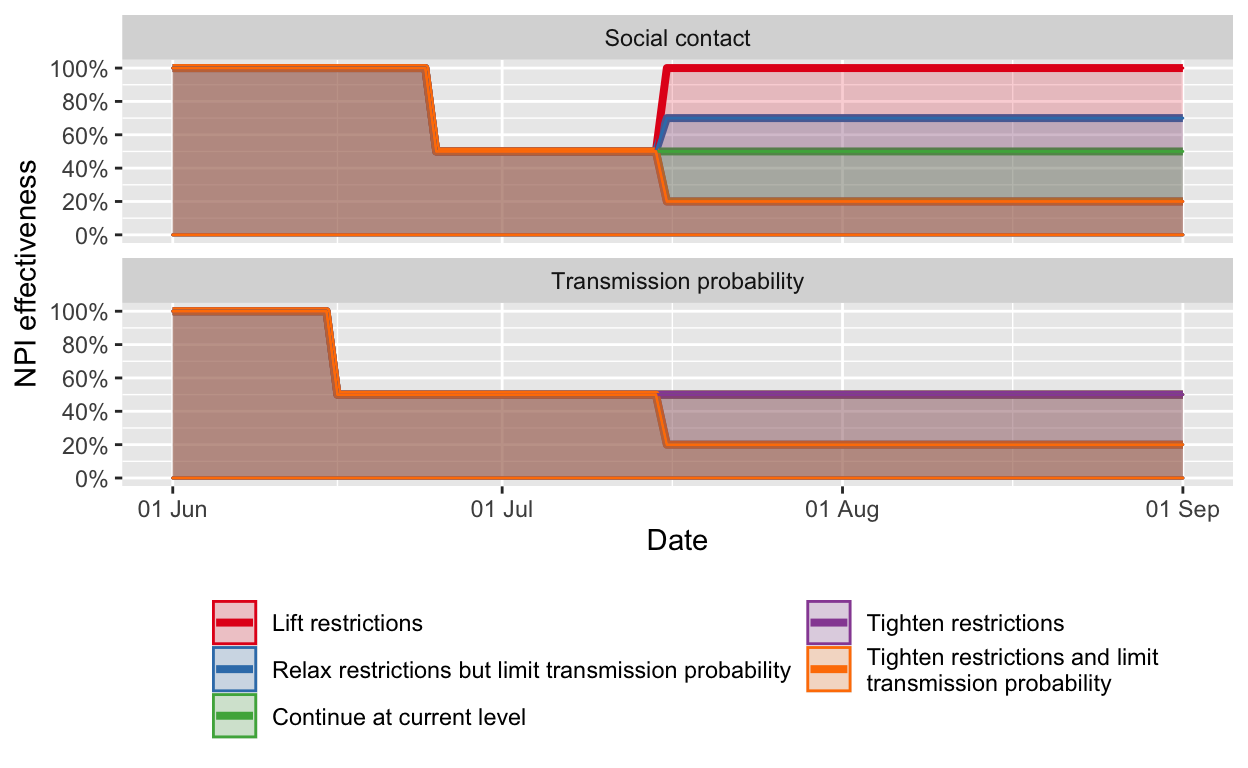 Social contact
100%
80%
60%
40%
20%
0%
Transmission probability
100%
80%
60%
40%
20%
0%
NPI effectiveness
01 Jun
01 Jul
01 Aug
01 Sep
Date
Lift restrictions
Relax restrictions but limit transmission probability
Continue at current level
Tighten restrictions
Tighten restrictions and limit
transmission probability